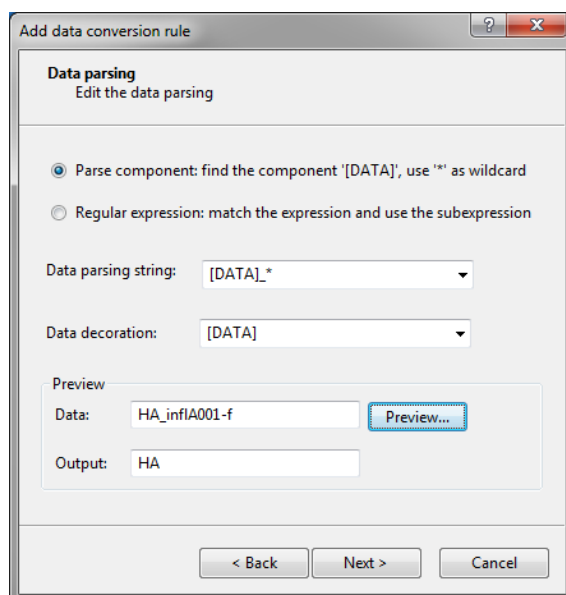 Add data conversion rule
Data parsing
Edit the data parsing
Parse component: find the component '[DATA]', use '*' as wildcard
Regular expression: match the expression and use the subexpression
Data parsing string: [DATA]_*
Data decoration: [DATA]
Preview
Data: HA_inflA001-f Preview...
Output: HA
< Back Next > Cancel